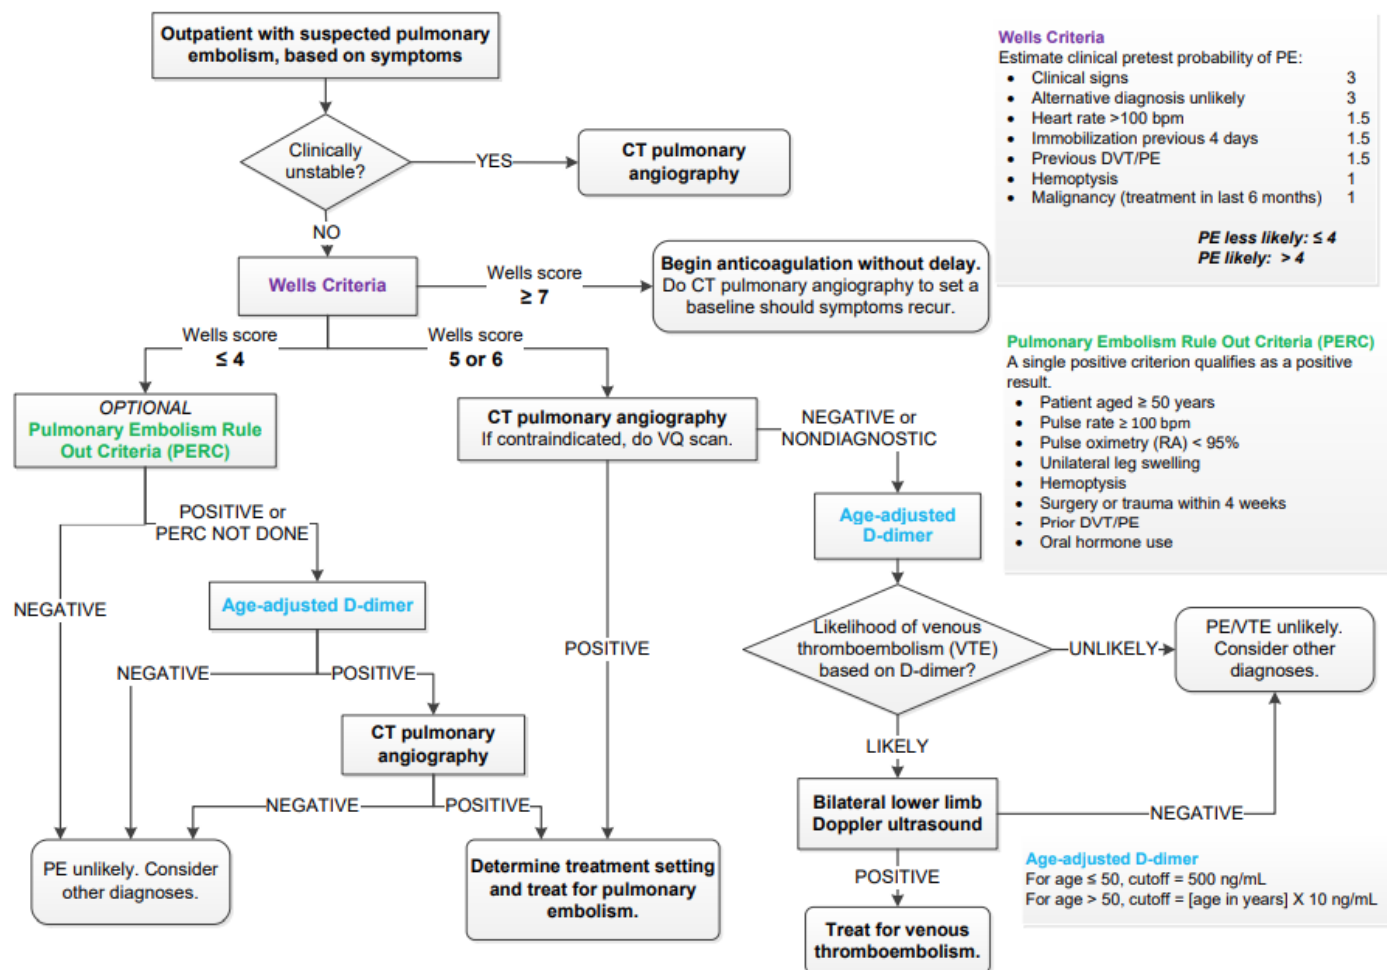 Outpatient with suspected pulmonary
embolism, based on symptoms
Clinically
unstable?
YES
CT pulmonary
angiography
NO
Wells Criteria
Wells score
≥ 7
Begin anticoagulation without delay.
Do CT pulmonary angiography to set a
baseline should symptoms recur.
Wells score
≤ 4
Wells score
5 or 6
OPTIONAL
Pulmonary Embolism Rule
Out Criteria (PERC)
CT pulmonary angiography
If contraindicated, do VQ scan.
NEGATIVE or
NONDIAGNOSTIC
POSITIVE or
PERC NOT DONE
NEGATIVE
Age-adjusted D-dimer
NEGATIVE
POSITIVE
CT pulmonary
angiography
NEGATIVE
POSITIVE
POSITIVE
PE unlikely. Consider
other diagnoses.
Determine treatment setting
and treat for pulmonary
embolism.
Age-adjusted
D-dimer
Likelihood of venous
thromboembolism (VTE)
based on D-dimer?
UNLIKELY
PE/VTE unlikely.
Consider other
diagnoses.
LIKELY
Bilateral lower limb
Doppler ultrasound
NEGATIVE
POSITIVE
Treat for venous
thromboembolism.
Wells Criteria
Estimate clinical pretest probability of PE:
• Clinical signs 3
• Alternative diagnosis unlikely 3
• Heart rate >100 bpm 1.5
• Immobilization previous 4 days 1.5
• Previous DVT/PE 1.5
• Hemoptysis 1
• Malignancy (treatment in last 6 months) 1
PE less likely: ≤ 4
PE likely: > 4
Pulmonary Embolism Rule Out Criteria (PERC)
A single positive criterion qualifies as a positive
result.
• Patient aged ≥ 50 years
• Pulse rate ≥ 100 bpm
• Pulse oximetry (RA) < 95%
• Unilateral leg swelling
• Hemoptysis
• Surgery or trauma within 4 weeks
• Prior DVT/PE
• Oral hormone use
Age-adjusted D-dimer
For age ≤ 50, cutoff = 500 ng/mL
For age > 50, cutoff = [age in years] X 10 ng/mL